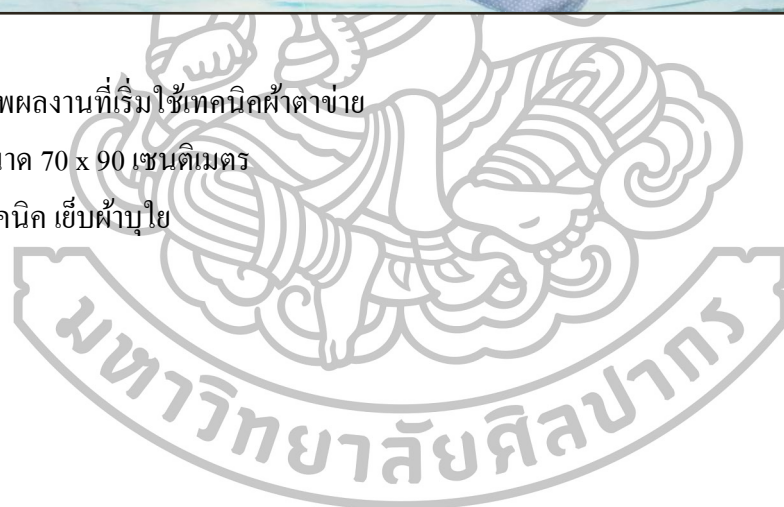 พผลงานที่เริ่มใช้เทคนิคผ้าตาข่าย
าด 70 x 90 เซนติเมตร
คนิค เย็บผ้าบุใย
มหาวิทยาลัยศิลปากร